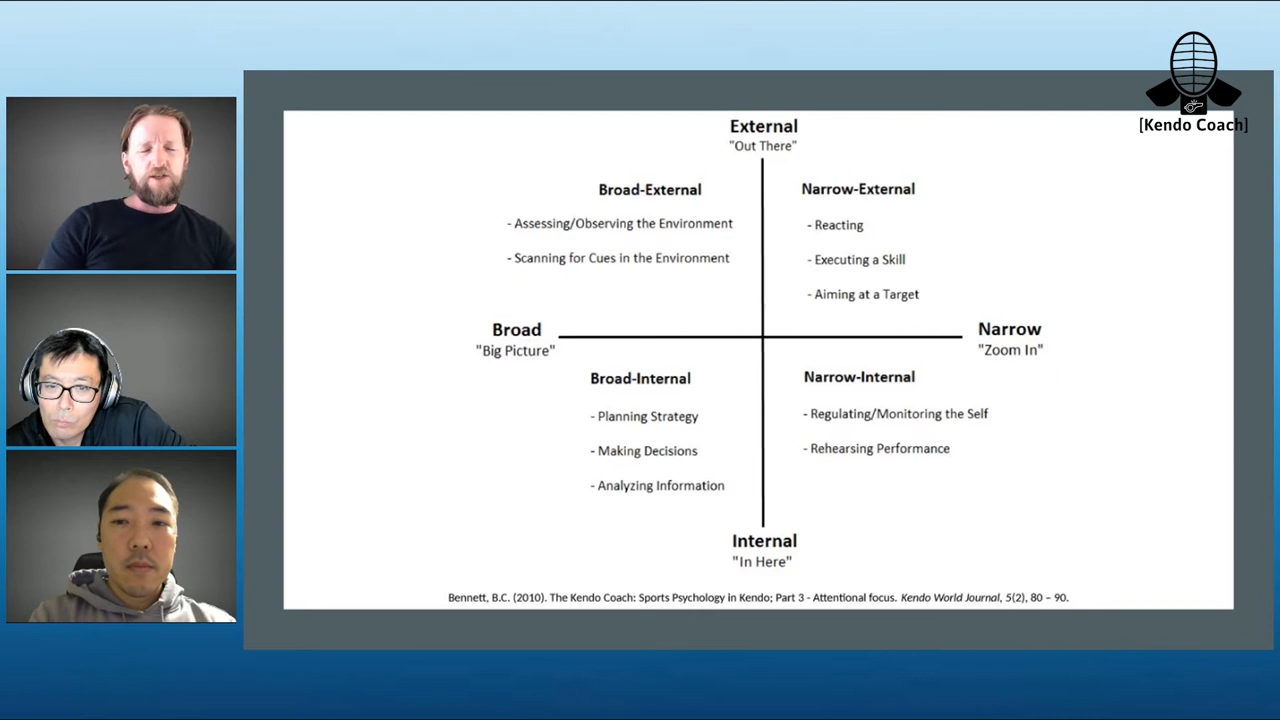 [Kendo Coach]
External
"Out There"
Broad-External
- Assessing/Observing the Environment
- Scanning for Cues in the Environment
Narrow-External
- Reacting
- Executing a Skill
- Aiming at a Target
Broad
"Big Picture"
Narrow
"Zoom In"
Broad-Internal
- Planning Strategy
- Making Decisions
- Analyzing Information
Narrow-Internal
- Regulating/Monitoring the Self
- Rehearsing Performance
Internal
"In Here"
Bennett, B.C. (2010). The Kendo Coach: Sports Psychology in Kendo; Part 3 - Attentional focus. Kendo World Journal, 5(2), 80 – 90.